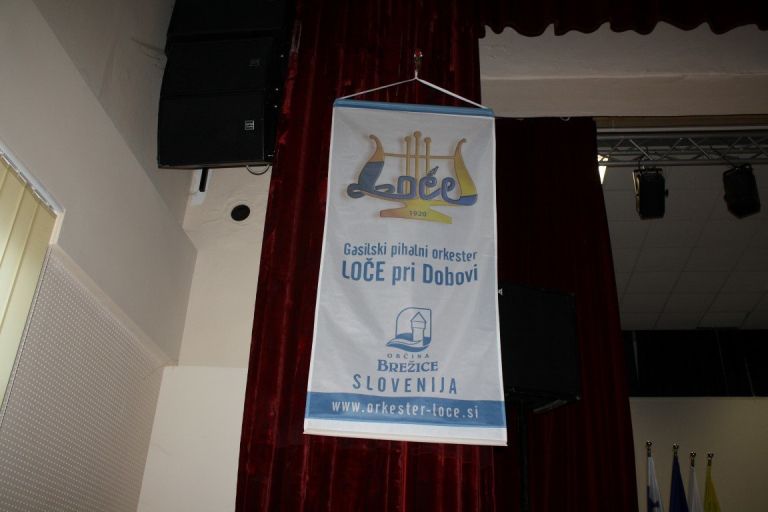 Loče
1920
Gasilski pihalni orkester
LOČE pri Dobovi
OBČINA
BREŽICE
SLOVENIJA
www.orkester-loce.si